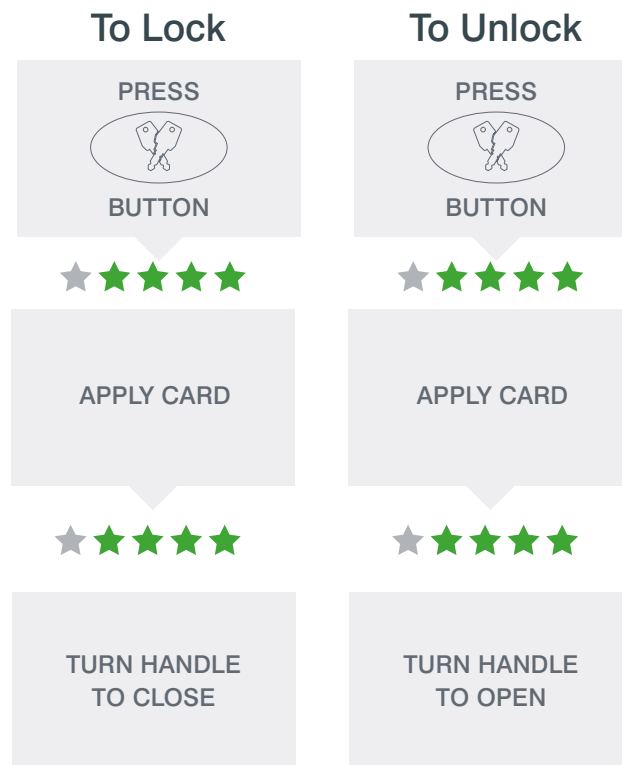 To Lock
PRESS
BUTTON
APPLY CARD
TURN HANDLE
TO CLOSE
To Unlock
PRESS
BUTTON
APPLY CARD
TURN HANDLE
TO OPEN